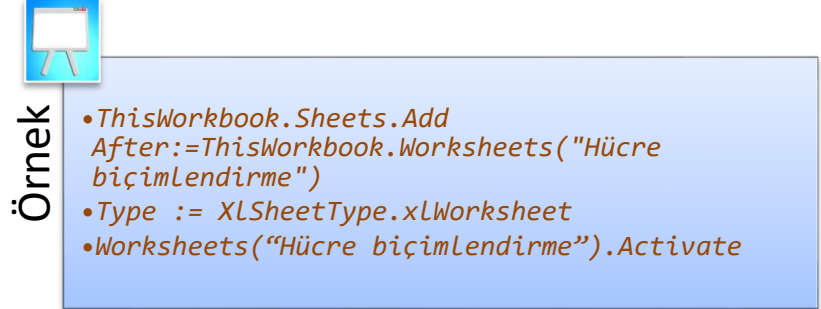 Örnek
•ThisWorkbook.Sheets.Add
After:=ThisWorkbook.Worksheets("Hücre
biçimlendirme")
•Type := XlSheetType.xlWorksheet
•Worksheets(“Hücre biçimlendirme”).Activate